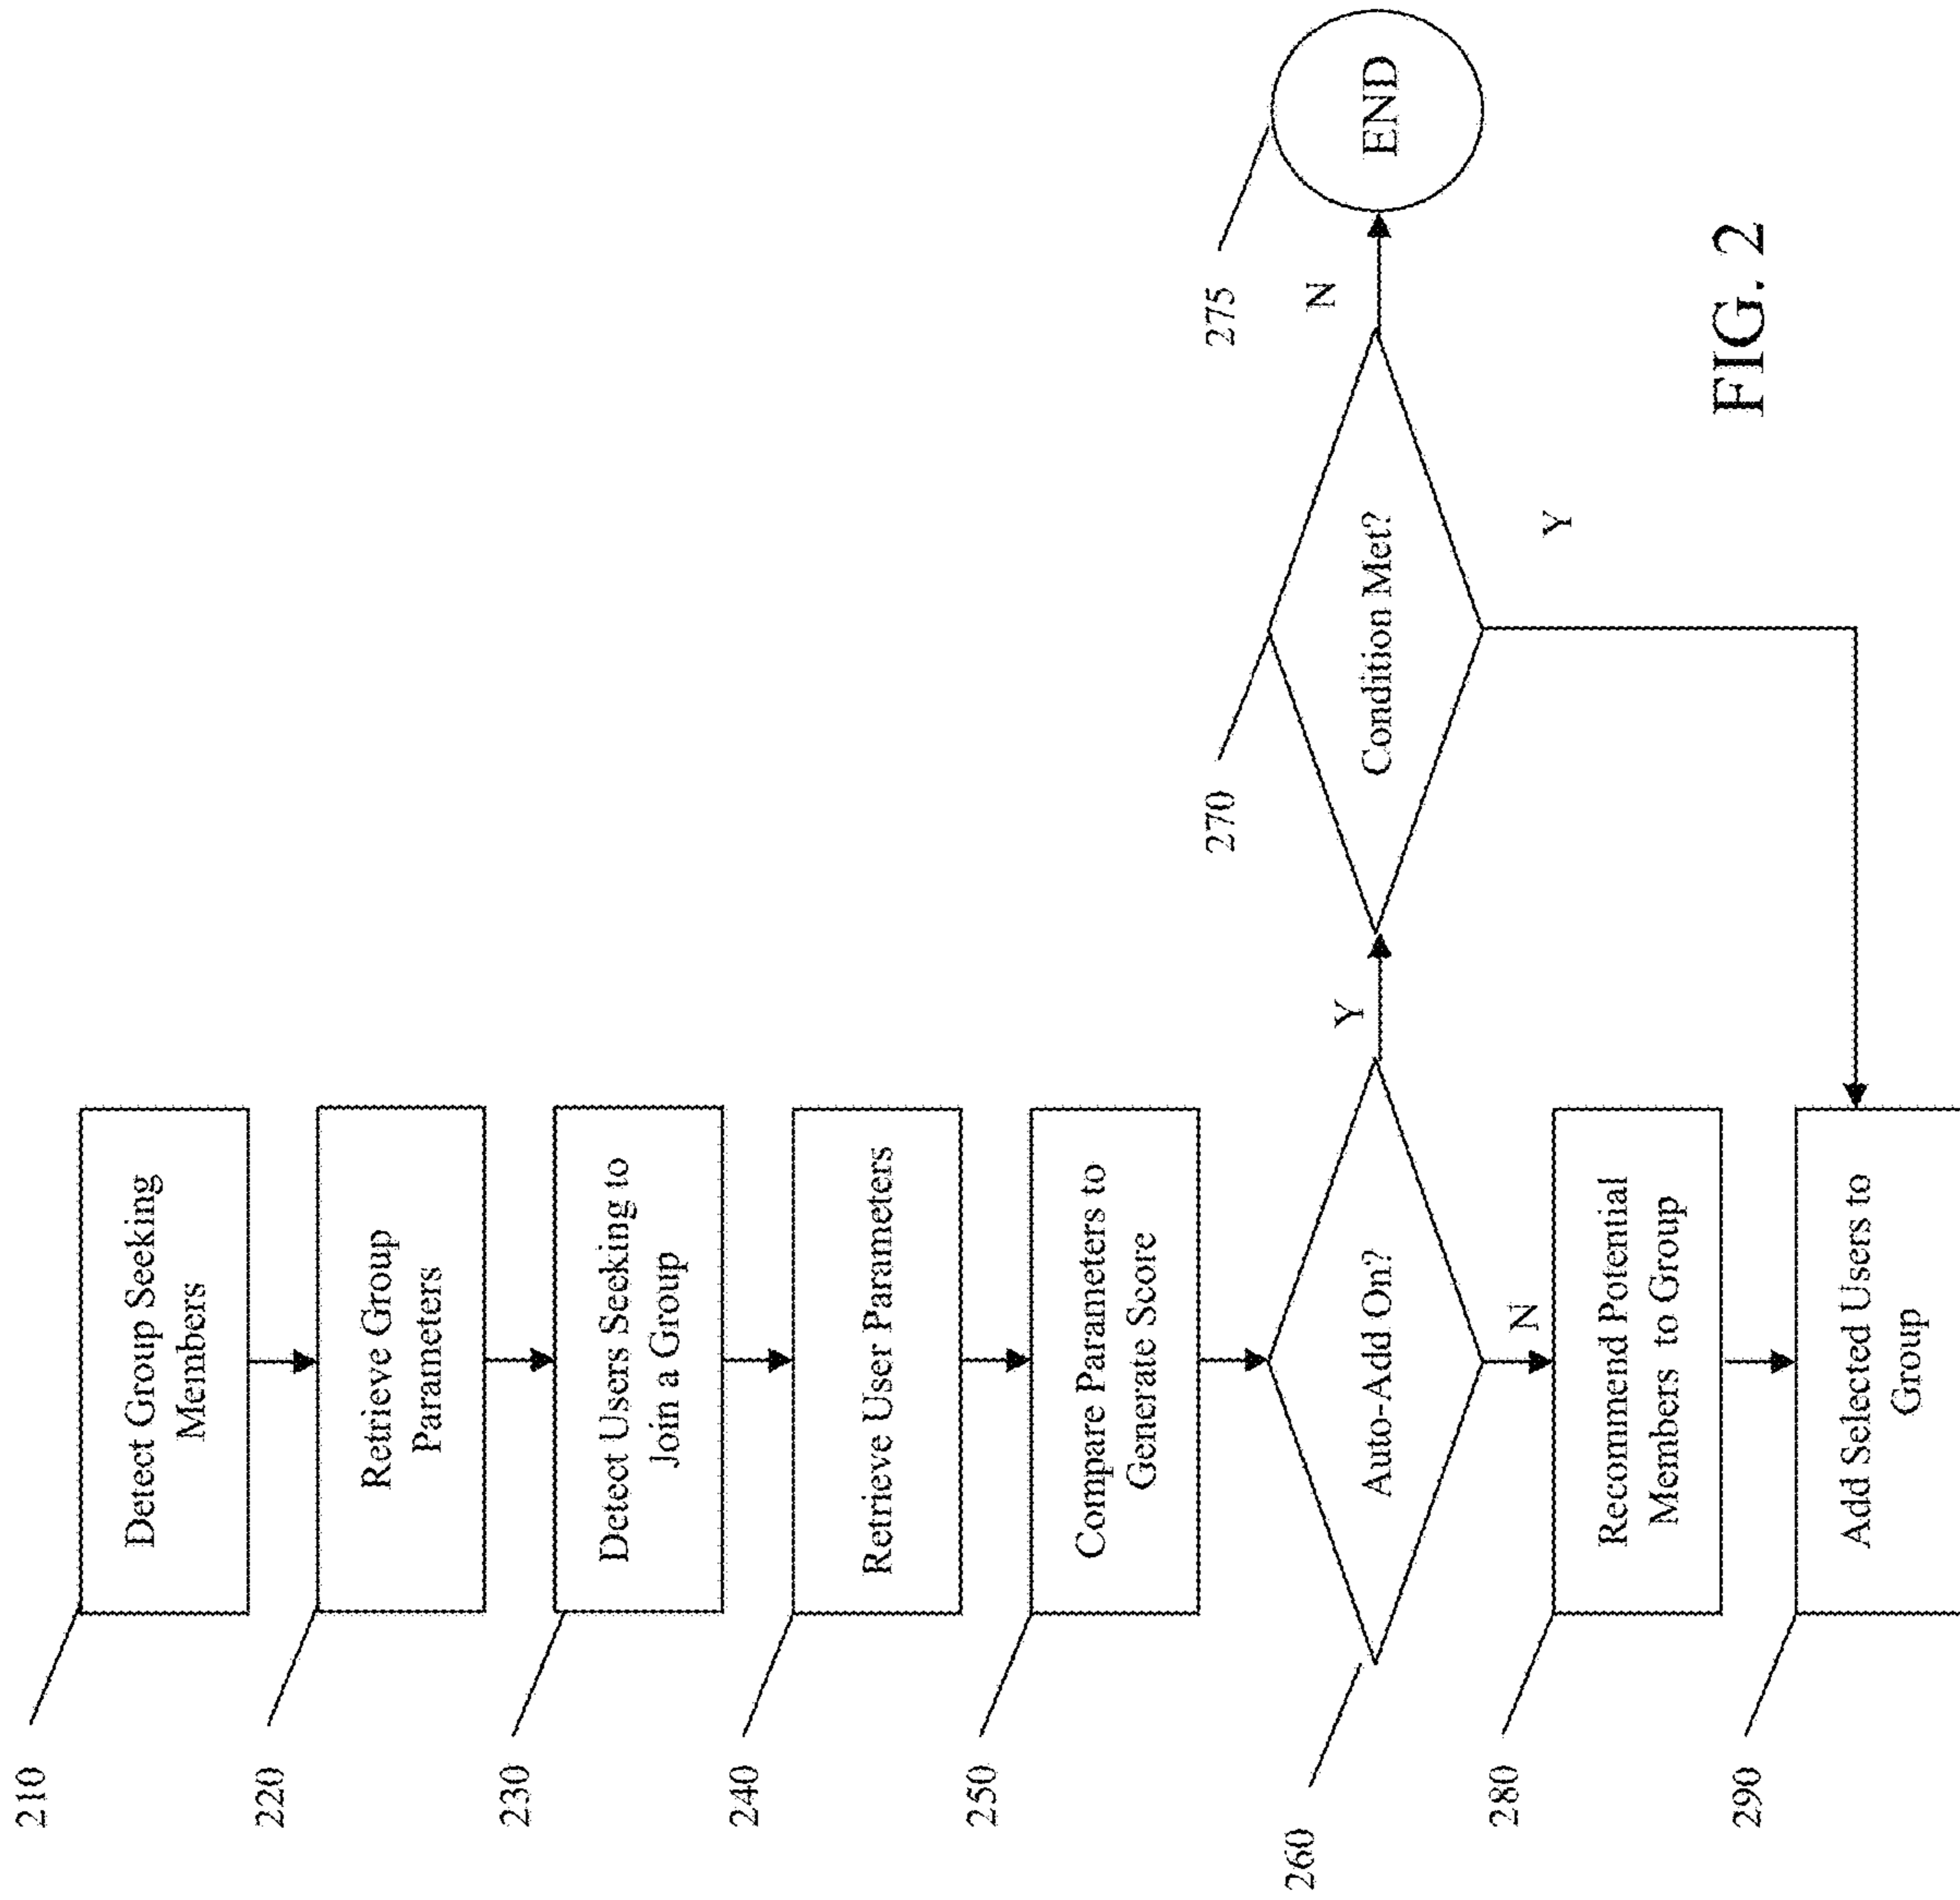 210
Detect Group Seeking
Members
220
Retrieve Group
Parameters
230
Detect Users Seeking to
Join a Group
240
Retrieve User Parameters
250
Compare Parameters to
Generate Score
260
Auto-Add On?
Y
270
Condition Met?
N
275
END
Y
N
280
Recommend Potential
Members to Group
290
Add Selected Users to
Group
FIG. 2